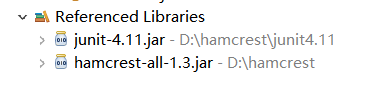 Referenced Libraries
junit-4.11.jar - D:\hamcrest\junit4.11
hamcrest-all-1.3.jar - D:\hamcrest